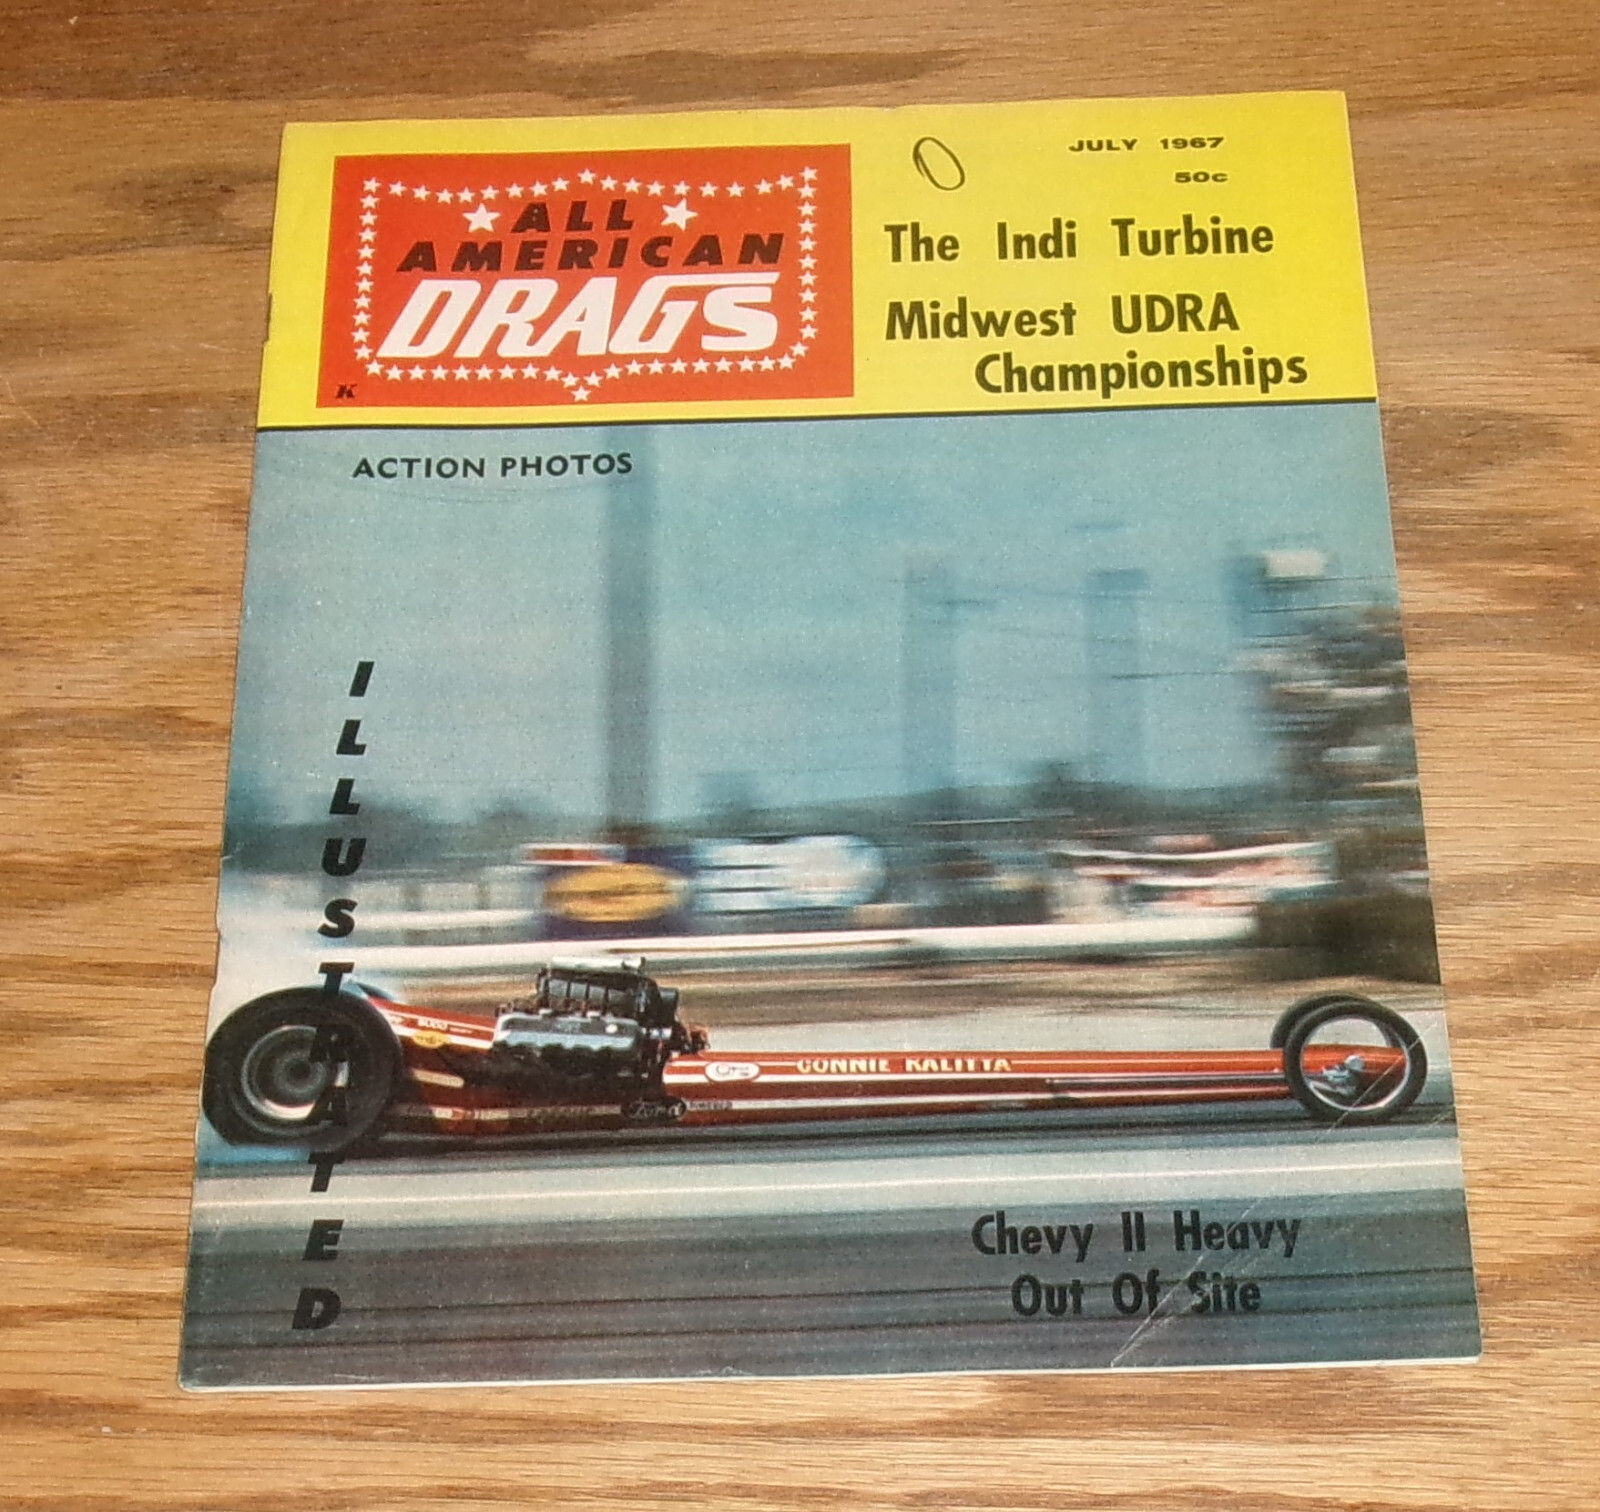 JULY 1967
50c
ALL
AMERICAN
DRAGS
K
The Indi Turbine
Midwest UDRA
Championships
ACTION PHOTOS
ILLUSTRATED
CONNIE KALITTA
Ford
Chevy II Heavy
Out Of Site